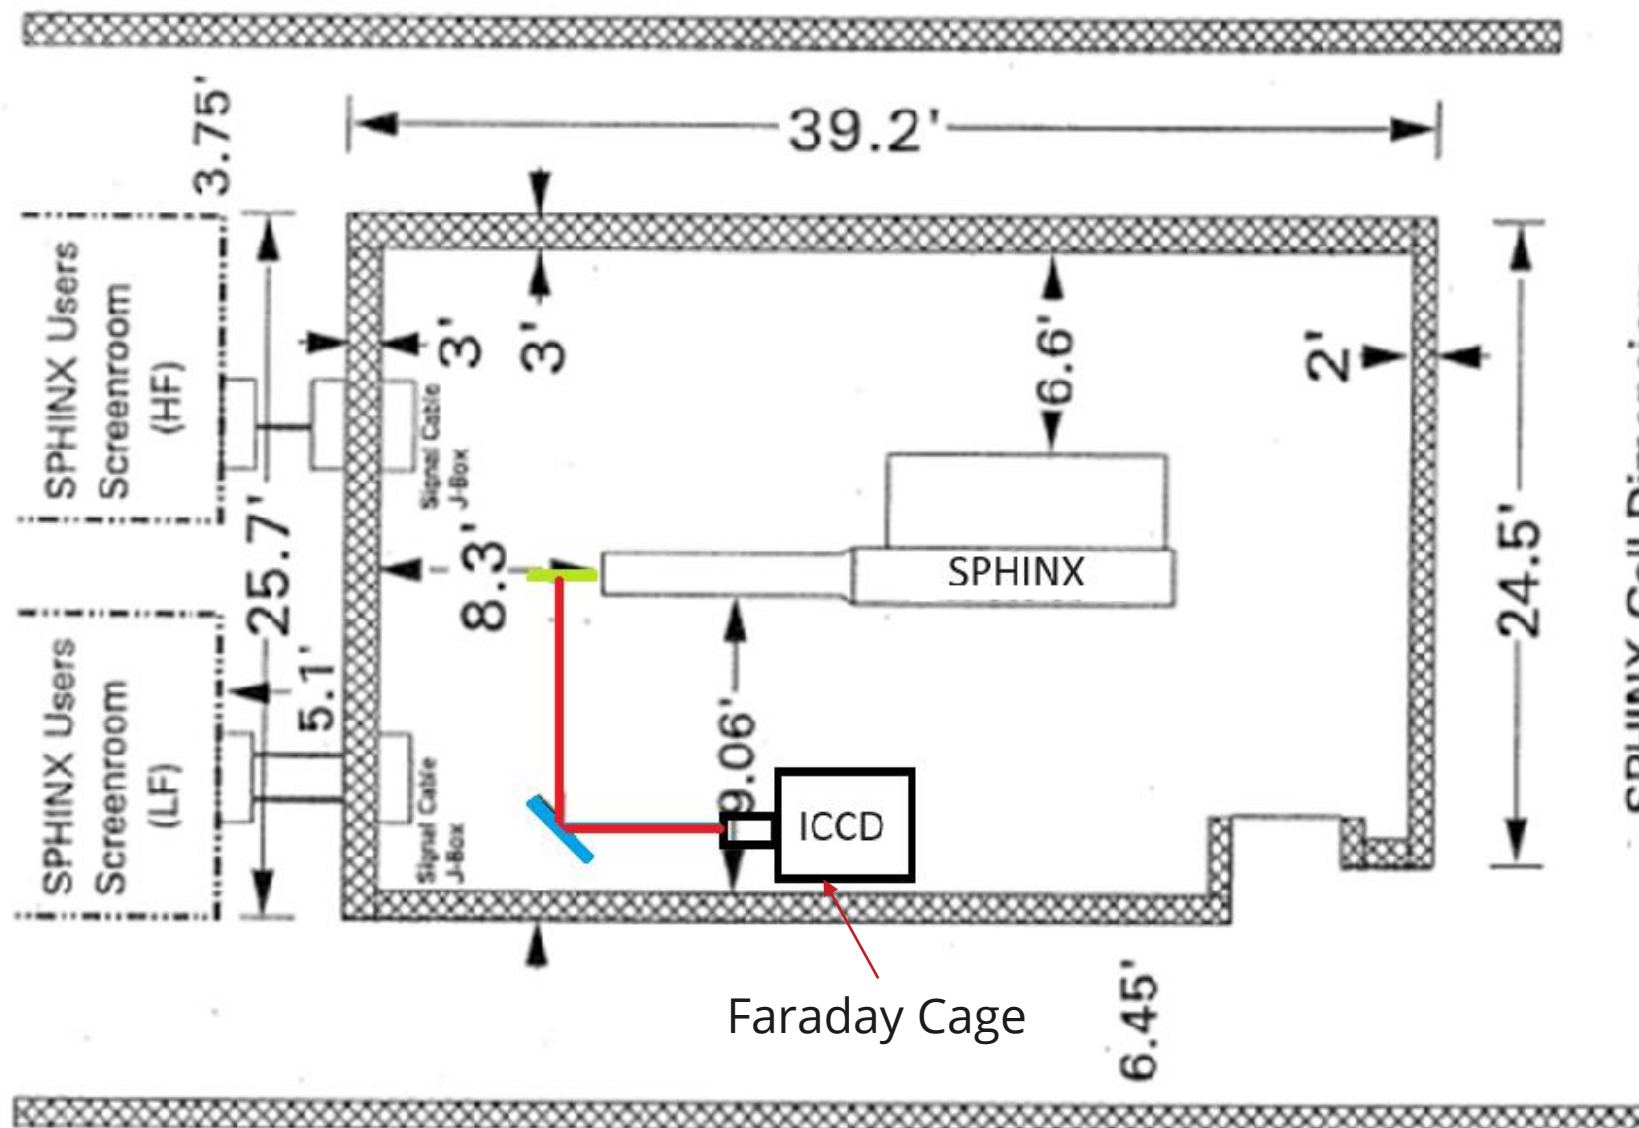 39.2'
3.75'
SPHINX Users
Screenroom
(HF)
3'
3'
6.6'
2'
Signal Cable
J-Box
25.7'
8.3'
SPHINX
24.5'
SPHINX Users
Screenroom
(LF)
5.1'
9.06'
Signal Cable
J-Box
ICCD
Faraday Cage
6.45'